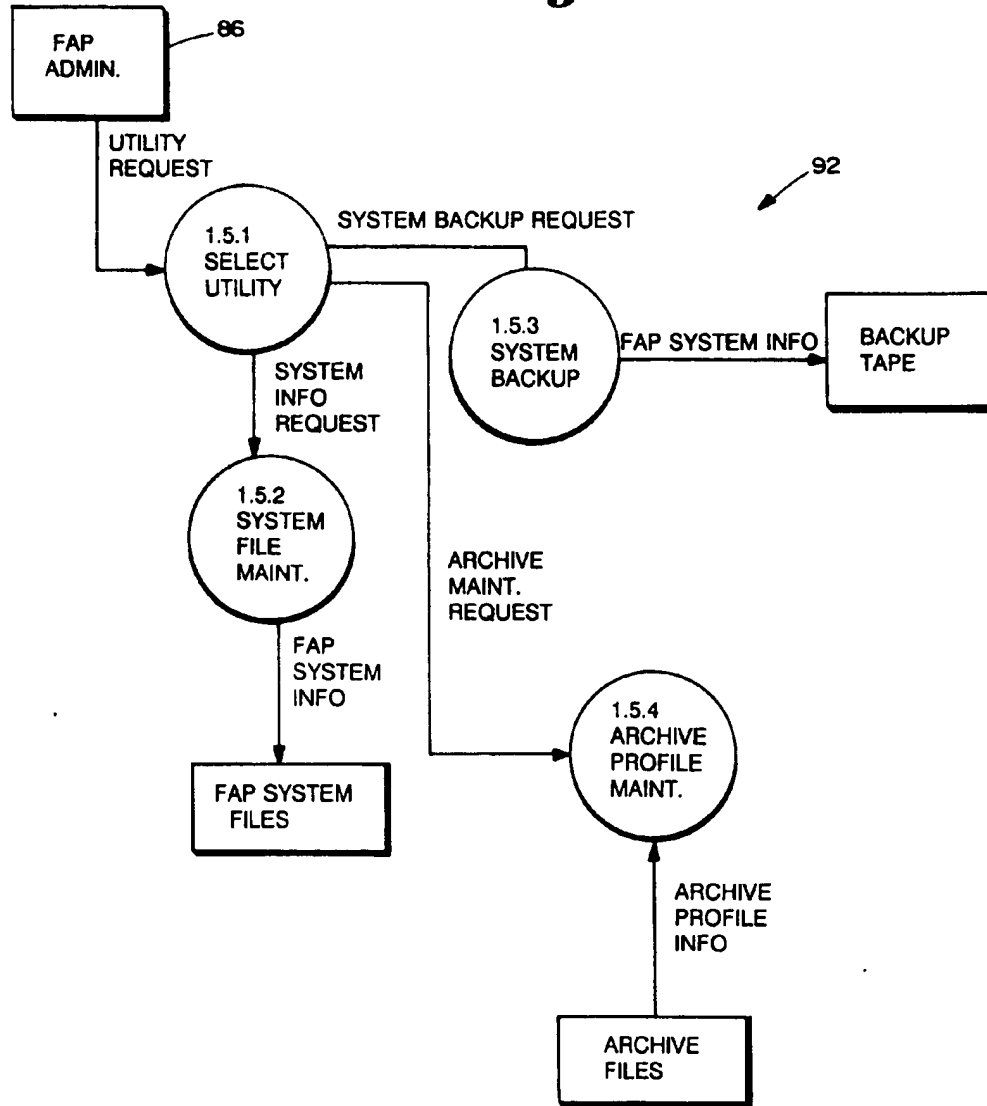 FAP
ADMIN.
86
UTILITY
REQUEST
92
SYSTEM BACKUP REQUEST
1.5.1
SELECT
UTILITY
1.5.3
SYSTEM
BACKUP
FAP SYSTEM INFO
BACKUP
TAPE
SYSTEM
INFO
REQUEST
1.5.2
SYSTEM
FILE
MAINT.
ARCHIVE
MAINT.
REQUEST
FAP
SYSTEM
INFO
1.5.4
ARCHIVE
PROFILE
MAINT.
FAP SYSTEM
FILES
ARCHIVE
PROFILE
INFO
ARCHIVE
FILES